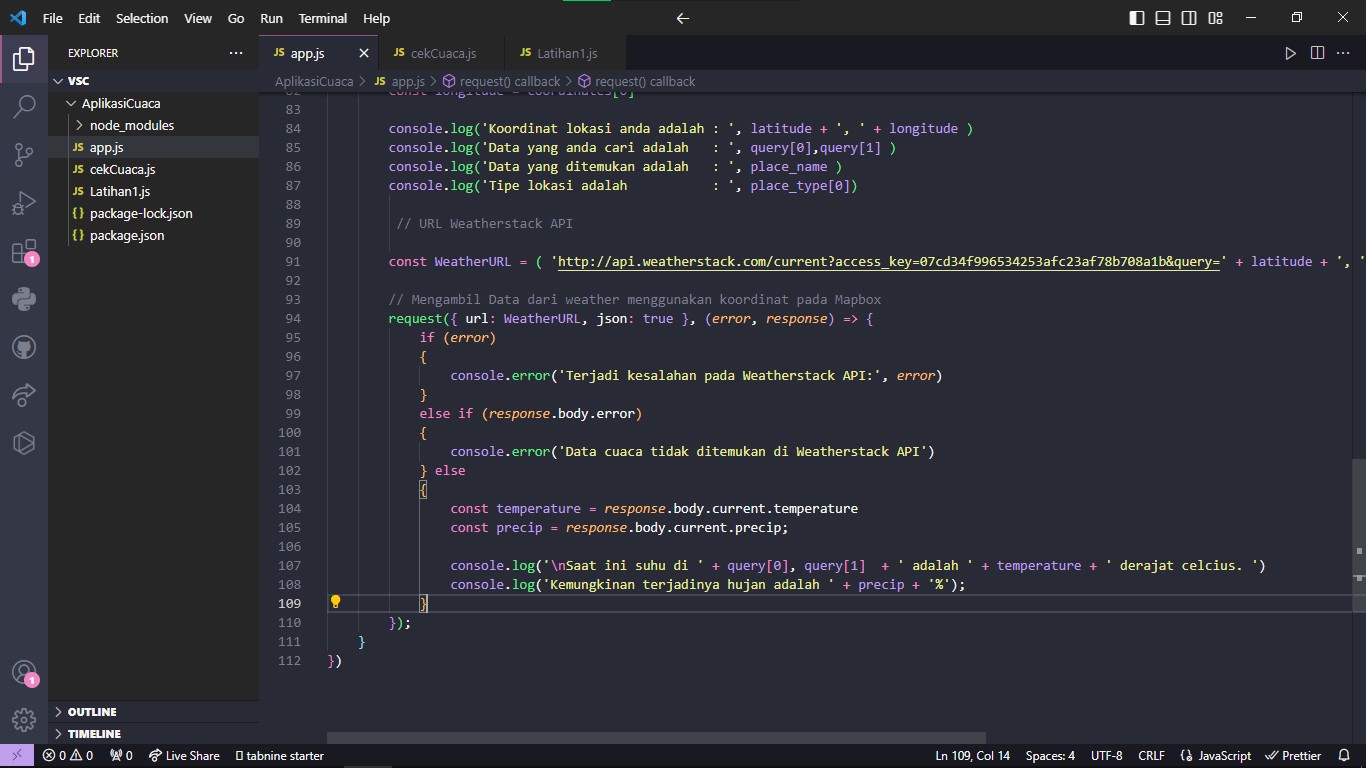 File Edit Selection View Go Run Terminal Help
EXPLORER
VSC
AplikasiCuaca
node_modules
JS app.js
JS cekCuaca.js
JS Latihan1.js
{} package-lock.json
{} package.json
OUTLINE
TIMELINE
JS app.js
JS cekCuaca.js
JS Latihan1.js
AplikasiCuaca > JS app.js > request() callback > request() callback
82 const longitude = coordinates[0]
83
84 console.log('Koordinat lokasi anda adalah : ', latitude + ', ' + longitude )
85 console.log('Data yang anda cari adalah   : ', query[0],query[1] )
86 console.log('Data yang ditemukan adalah   : ', place_name )
87 console.log('Tipe lokasi adalah           : ', place_type[0])
88
89 // URL Weatherstack API
90
91 const WeatherURL = ( 'http://api.weatherstack.com/current?access_key=07cd34f996534253afc23af78b708a1b&query=' + latitude + ', '
92
93 // Mengambil Data dari weather menggunakan koordinat pada Mapbox
94 request({ url: WeatherURL, json: true }, (error, response) => {
95 if (error)
96 {
97 console.error('Terjadi kesalahan pada Weatherstack API:', error)
98 }
99 else if (response.body.error)
100 {
101 console.error('Data cuaca tidak ditemukan di Weatherstack API')
102 } else
103 {
104 const temperature = response.body.current.temperature
105 const precip = response.body.current.precip;
106
107 console.log('\nSaat ini suhu di ' + query[0], query[1]  + ' adalah ' + temperature + ' derajat celcius. ')
108 console.log('Kemungkinan terjadinya hujan adalah ' + precip + '%');
109 }
110 });
111 }
112 })
1
1
0 0 0 Live Share tabnine starter Ln 109, Col 14 Spaces: 4 UTF-8 CRLF {} JavaScript Prettier